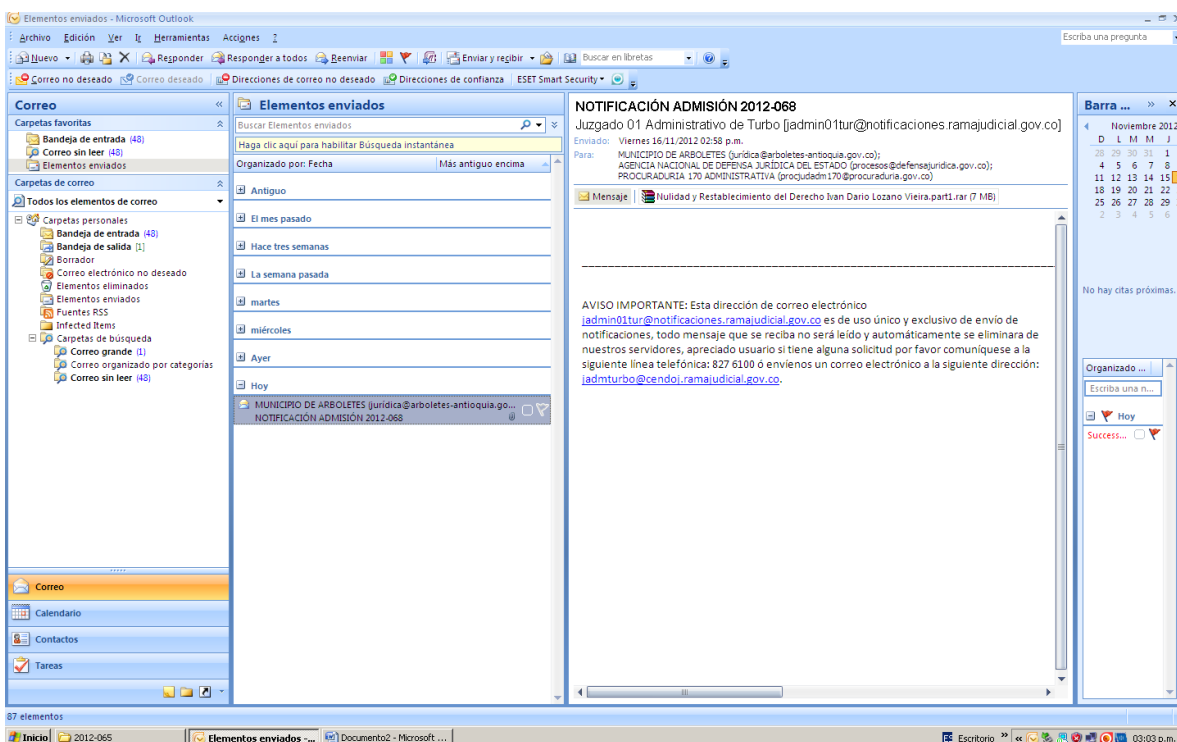 Elementos enviados - Microsoft Outlook
Archivo Edición Ver Ir Herramientas Acciones ?
Escriba una pregunta
Nuevo Responder Responder a todos Reenviar Enviar y recibir Buscar en libretas
Correo no deseado Correo deseado Direcciones de correo no deseado Direcciones de confianza ESET Smart Security
Correo
Carpetas favoritas
Bandeja de entrada (48)
Correo sin leer (48)
Elementos enviados
Carpetas de correo
Todos los elementos de correo
Carpetas personales
Bandeja de entrada (48)
Bandeja de salida [1]
Borrador
Correo electrónico no deseado
Elementos eliminados
Elementos enviados
Fuentes RSS
Infected Items
Carpetas de búsqueda
Correo grande (1)
Correo organizado por categorías
Correo sin leer (48)
Correo
Calendario
Contactos
Tareas
Elementos enviados
Buscar Elementos enviados
Haga clic aquí para habilitar Búsqueda instantánea
Organizado por: Fecha Más antiguo encima
Antiguo
El mes pasado
Hace tres semanas
La semana pasada
martes
miércoles
Ayer
Hoy
MUNICIPIO DE ARBOLETES (jurídica@arboletes-antioquia.go...
NOTIFICACIÓN ADMISIÓN 2012-068
NOTIFICACIÓN ADMISIÓN 2012-068
Juzgado 01 Administrativo de Turbo [jadmin01tur@notificaciones.ramajudicial.gov.co]
Enviado: Viernes 16/11/2012 02:58 p.m.
Para: MUNICIPIO DE ARBOLETES (jurídica@arboletes-antioquia.gov.co);
AGENCIA NACIONAL DE DEFENSA JURÍDICA DEL ESTADO (procesos@defensajuridica.gov.co);
PROCURADURIA 170 ADMINISTRATIVA (procjudadm170@procuraduria.gov.co)
Mensaje Nulidad y Restablecimiento del Derecho Ivan Dario Lozano Vieira.part1.rar (7 MB)
AVISO IMPORTANTE: Esta dirección de correo electrónico
jadmin01tur@notificaciones.ramajudicial.gov.co es de uso único y exclusivo de envío de
notificaciones, todo mensaje que se reciba no será leído y automáticamente se eliminara de
nuestros servidores, apreciado usuario si tiene alguna solicitud por favor comuníquese a la
siguiente línea telefónica: 827 6100 ó envíenos un correo electrónico a la siguiente dirección:
jadmturbo@cendoj.ramajudicial.gov.co.
Barra ...
Noviembre 2012
D L M M J
28 29 30 31 1
4 5 6 7 8
11 12 13 14 15
18 19 20 21 22
25 26 27 28 29
2 3 4 5 6
No hay citas próximas.
Organizado ...
Escriba una n...
Hoy
Success...
87 elementos
Inicio 2012-065 Elementos enviados -... Documento2 - Microsoft ... ES Escritorio 03:03 p.m.